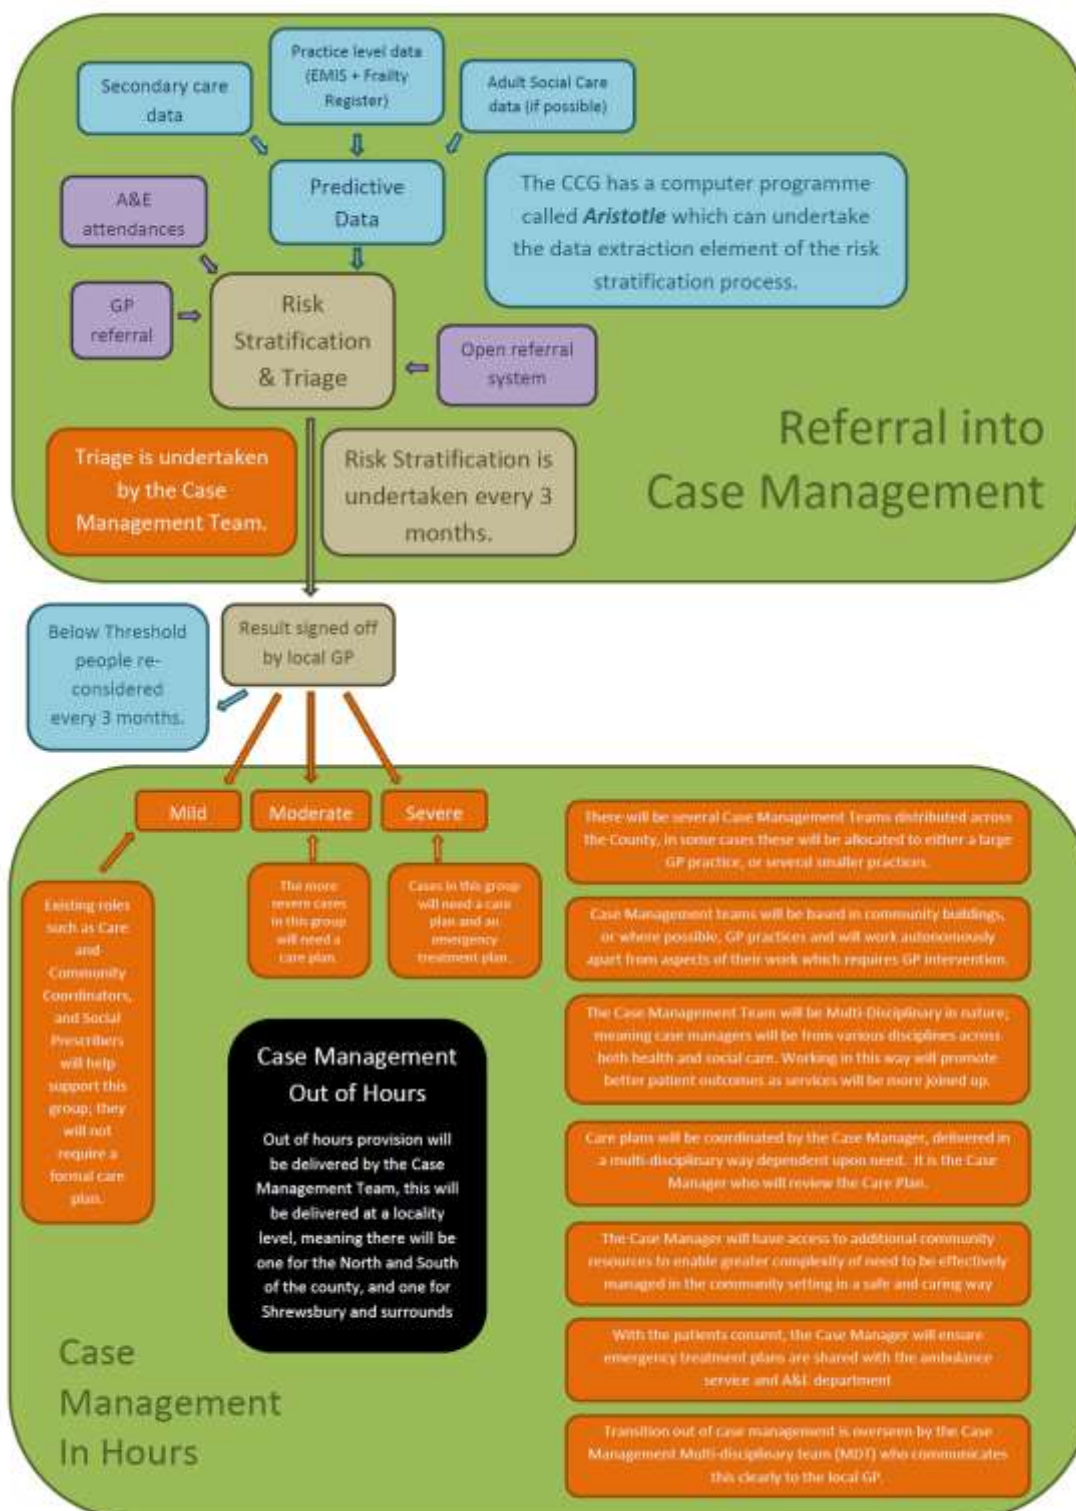 Secondary care
data
Practice level data
(EMIS + Frailty
Register)
Adult Social Care
data (if possible)
Predictive
Data
The CCG has a computer programme
called Aristotle which can undertake
the data extraction element of the risk
stratification process.
A&E
attendances
GP
referral
Risk
Stratification
& Triage
Open referral
system
Referral into
Case Management
Triage is undertaken
by the Case
Management Team.
Risk Stratification is
undertaken every 3
months.
Below Threshold
people re-
considered
every 3 months.
Result signed off
by local GP
Mild
Moderate
Severe
Existing roles
such as Care
and
Community
Coordinators,
and Social
Prescribers
will help
support this
group; they
will not
require a
formal care
plan.
The more
severe cases
in this group
will need a
care plan.
Cases in this group
will need a care
plan and an
emergency
treatment plan.
Case Management
Out of Hours
Out of hours provision will
be delivered by the Case
Management Team, this will
be delivered at a locality
level, meaning there will be
one for the North and South
of the county, and one for
Shrewsbury and surrounds
There will be several Case Management Teams distributed across
the County, in some cases these will be allocated to either a large
GP practice, or several smaller practices.
Case Management teams will be based in community buildings,
or where possible, GP practices and will work autonomously
apart from aspects of their work which requires GP intervention.
The Case Management Team will be Multi-Disciplinary in nature;
meaning case managers will be from various disciplines across
both health and social care. Working in this way will promote
better patient outcomes as services will be more joined up.
Care plans will be coordinated by the Case Manager, delivered in
a multi-disciplinary way dependent upon need. It is the Case
Manager who will review the Care Plan.
The Case Manager will have access to additional community
resources to enable greater complexity of need to be effectively
managed in the community setting in a safe and caring way
With the patients consent, the Case Manager will ensure
emergency treatment plans are shared with the ambulance
service and A&E department
Transition out of case management is overseen by the Case
Management Multi-disciplinary team (MDT) who communicates
this clearly to the local GP.
Case
Management
In Hours